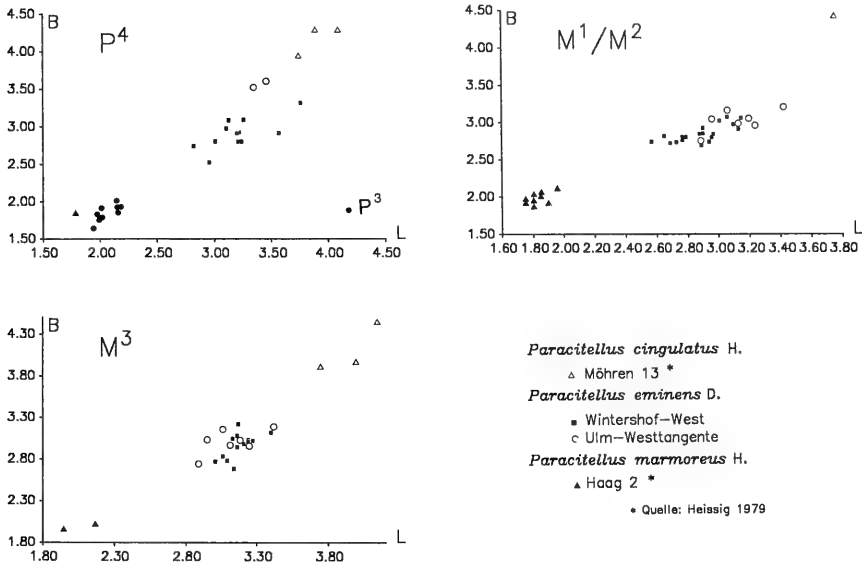 B
P⁴
4.50
4.00
3.50
3.00
2.50
2.00
1.50
P³
L
1.50 2.00 2.50 3.00 3.50 4.00 4.50
B
M¹/M²
4.50
4.00
3.50
3.00
2.50
2.00
1.50
L
1.60 1.80 2.00 2.20 2.40 2.60 2.80 3.00 3.20 3.40 3.60 3.80
B
M³
4.30
3.80
3.30
2.80
2.30
1.80
L
1.80 2.30 2.80 3.30 3.80
Paracitellus cingulatus H.
△ Möhren 13 *
Paracitellus eminens D.
■ Wintershof–West
○ Ulm–Westtangente
Paracitellus marmoreus H.
▲ Haag 2 *
* Quelle: Heissig 1979